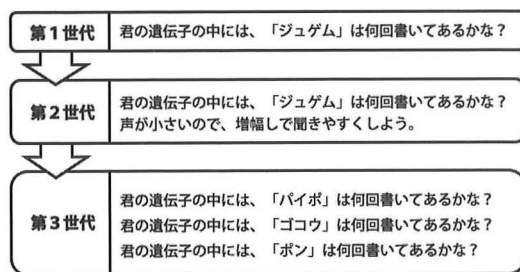 第1世代
君の遺伝子の中には、「ジュゲム」は何回書いてあるかな？
第2世代
君の遺伝子の中には、「ジュゲム」は何回書いてあるかな？
声が小さいので、増幅しで聞きやすくしよう。
第3世代
君の遺伝子の中には、「パイポ」は何回書いてあるかな？
君の遺伝子の中には、「ゴコウ」は何回書いてあるかな？
君の遺伝子の中には、「ポン」は何回書いてあるかな？